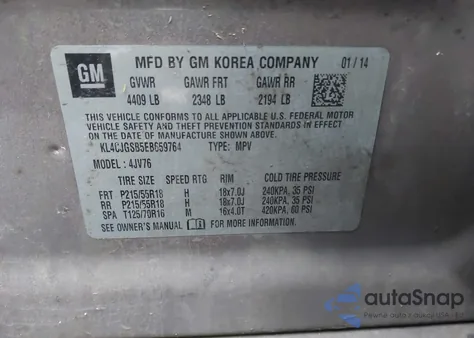 GM
MFD BY GM KOREA COMPANY 01/14
GVWR GAWR FRT GAWR RR
4409 LB 2348 LB 2194 LB
THIS VEHICLE CONFORMS TO ALL APPLICABLE U.S. FEDERAL MOTOR
VEHICLE SAFETY, BUMPER, AND THEFT PREVENTION STANDARDS IN EFFECT
ON THE DATE OF MANUFACTURE SHOWN ABOVE.
KL4CJGSB5EB659764 TYPE: MPV
MODEL: 4JV76
TIRE SIZE SPEED RTG RIM COLD TIRE PRESSURE
FRT P215/55R18 H 18x7.0J 240KPA, 35 PSI
RR P215/55R18 H 18x7.0J 240KPA, 35 PSI
SPA T125/70R16 M 16x4.0T 420KPA, 60 PSI
SEE OWNER'S MANUAL FOR MORE INFORMATION.
autoSnap